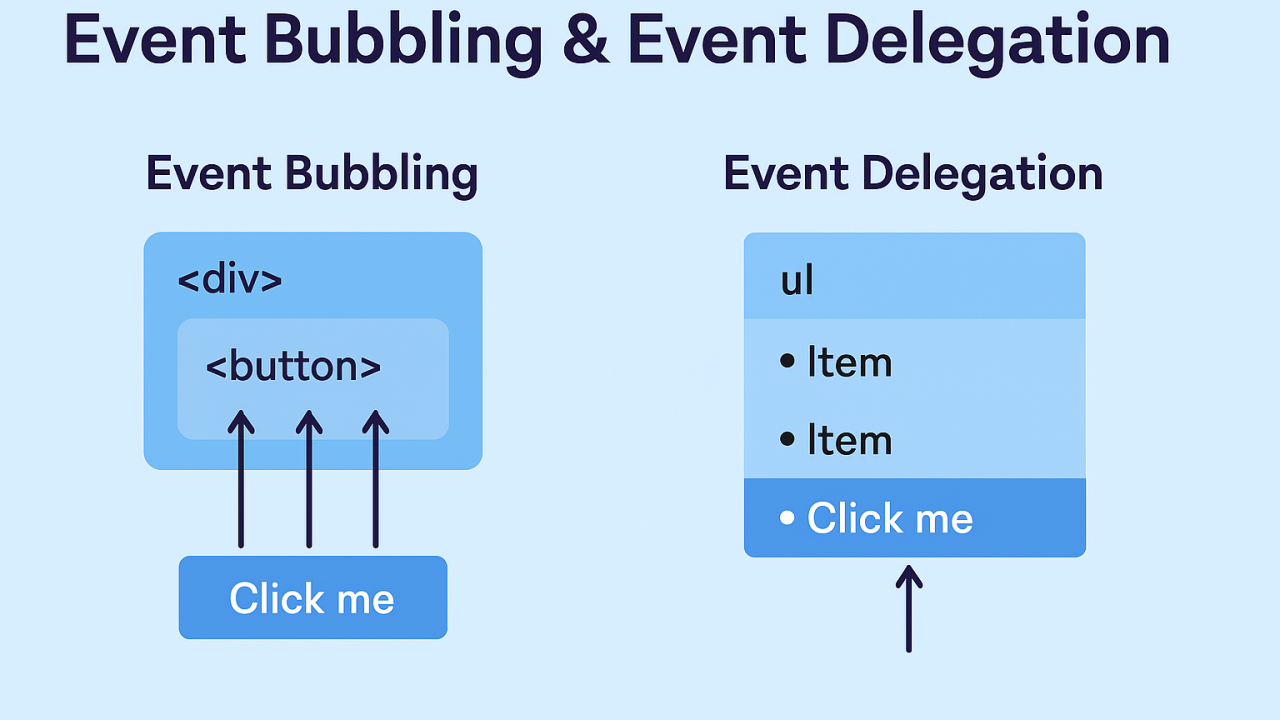 Event Bubbling & Event Delegation
Event Bubbling
<div>
<button>
Click me
Event Delegation
ul
• Item
• Item
• Click me